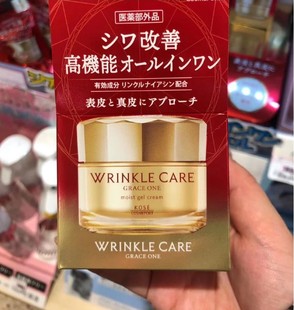 医薬部外品
シワ改善
高機能オールインワン
有効成分 リンクルナイアシン配合
表皮と真皮にアプローチ
WRINKLE CARE
GRACE ONE
moist gel cream
KOSÉ
WRINKLE CARE
GRACE ONE